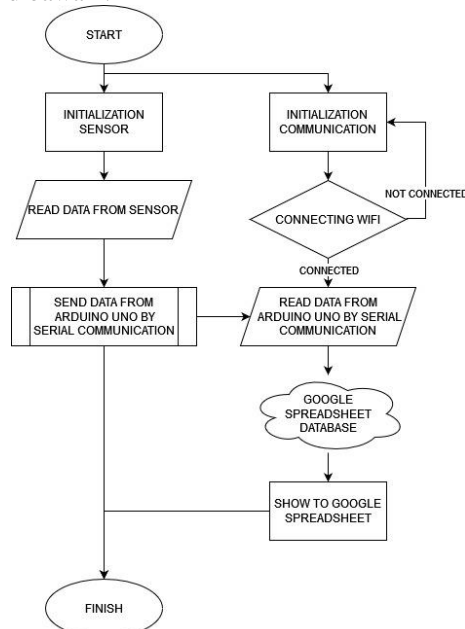 START
INITIALIZATION
SENSOR
INITIALIZATION
COMMUNICATION
READ DATA FROM SENSOR
CONNECTING WIFI
NOT CONNECTED
CONNECTED
SEND DATA FROM
ARDUINO UNO BY
SERIAL COMMUNICATION
READ DATA FROM
ARDUINO UNO BY SERIAL
COMMUNICATION
GOOGLE
SPREADSHEET
DATABASE
SHOW TO GOOGLE
SPREADSHEET
FINISH